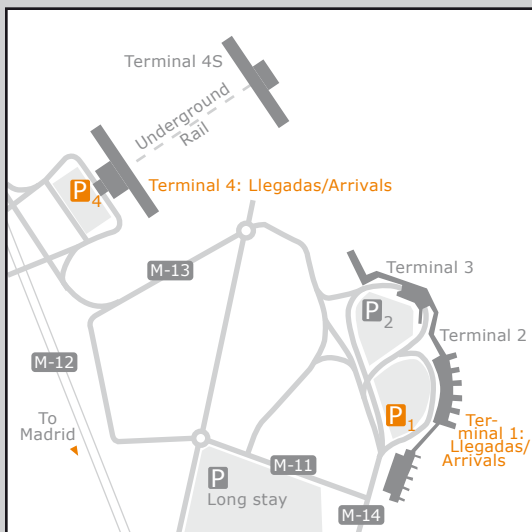 Terminal 4S
Underground
Rail
Terminal 4: Llegadas/Arrivals
P4
M-13
Terminal 3
P2
Terminal 2
M-12
To
Madrid
P1
Ter-
minal 1:
Llegadas/
Arrivals
M-11
P
Long stay
M-14